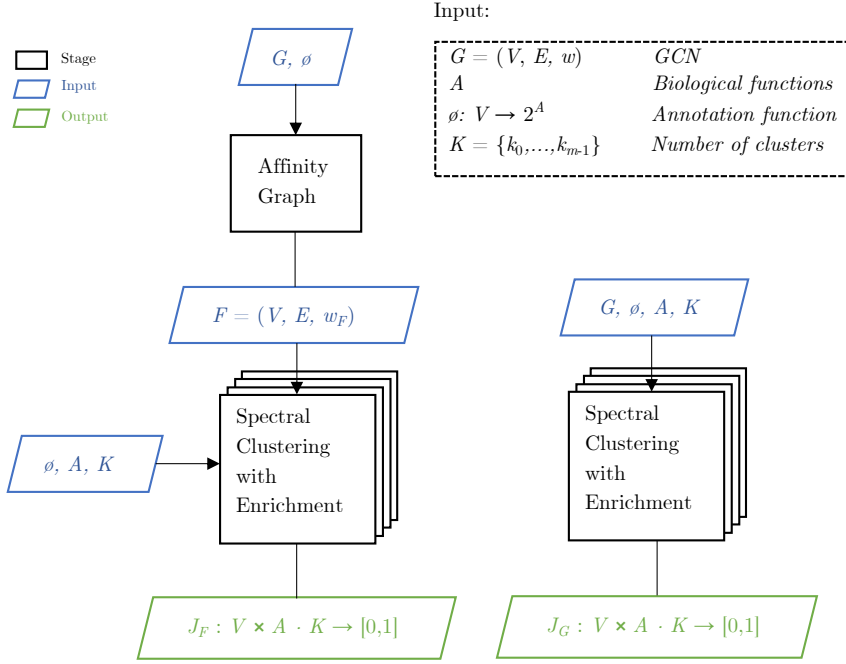 Input:
Stage
Input
Output
G, ø
G = (V, E, w) GCN
A Biological functions
ø: V → 2^A Annotation function
K = {k_0,...,k_{m-1}} Number of clusters
Affinity
Graph
F = (V, E, w_F)
G, ø, A, K
ø, A, K
Spectral
Clustering
with
Enrichment
Spectral
Clustering
with
Enrichment
J_F : V × A · K → [0,1]
J_G : V × A · K → [0,1]